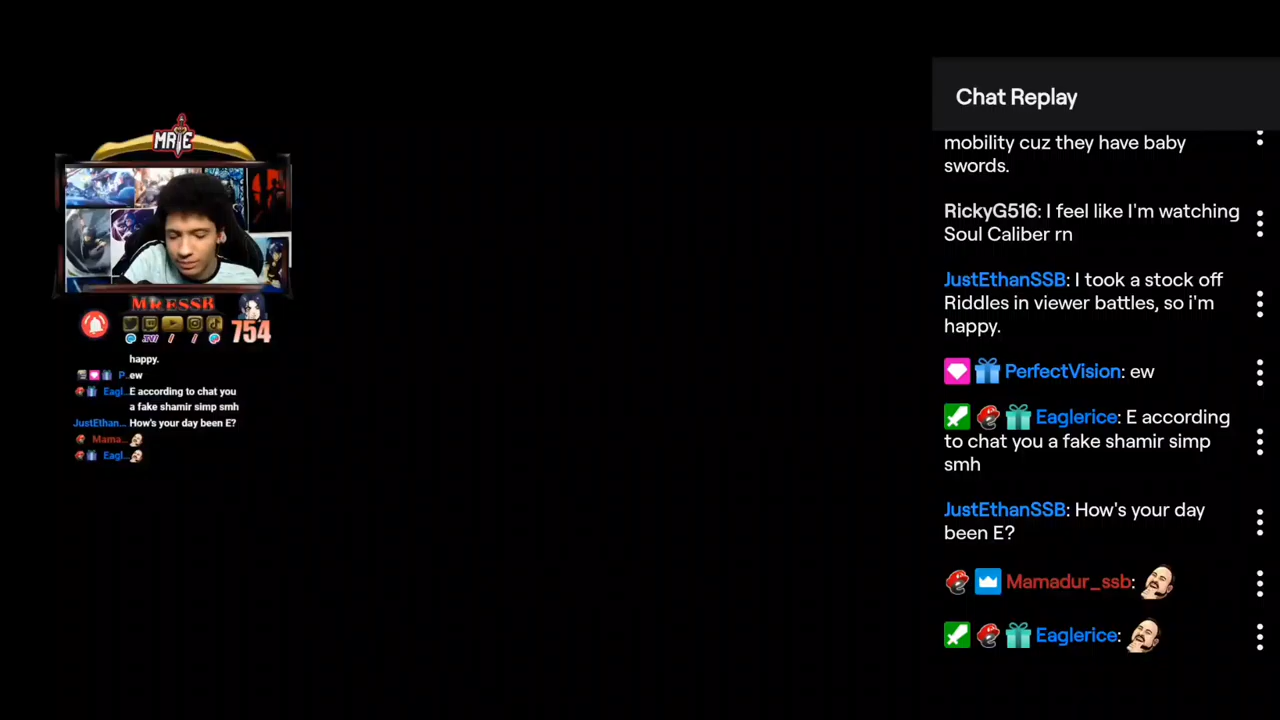 MRE
MRESSB
.TV/ / /
754
happy.
P. ew
Eagl.. E according to chat you
a fake shamir simp smh
JustEthan... How's your day been E?
Mama...
Eagl..
Chat Replay
mobility cuz they have baby
swords.
RickyG516: I feel like I'm watching
Soul Caliber rn
JustEthanSSB: I took a stock off
Riddles in viewer battles, so i'm
happy.
PerfectVision: ew
Eaglerice: E according
to chat you a fake shamir simp
smh
JustEthanSSB: How's your day
been E?
Mamadur_ssb:
Eaglerice: